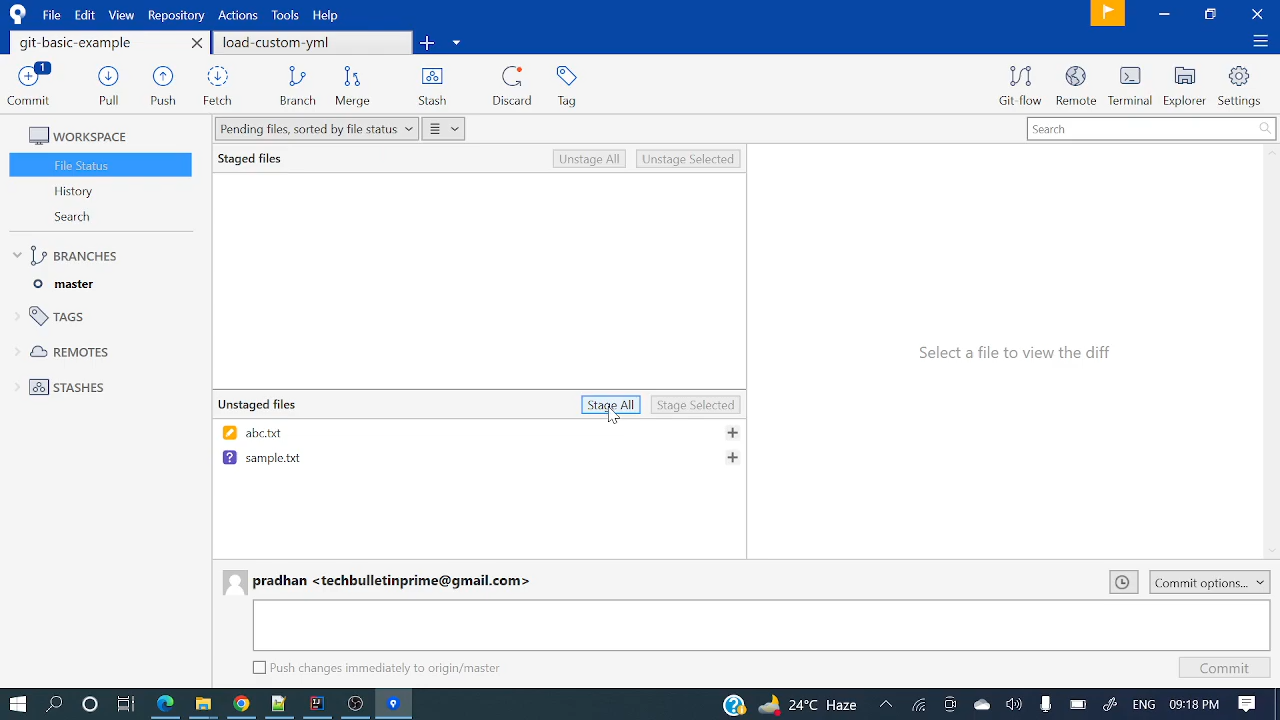 File Edit View Repository Actions Tools Help
git-basic-example load-custom-yml
1
Commit Pull Push Fetch Branch Merge Stash Discard Tag Git-flow Remote Terminal Explorer Settings
WORKSPACE
File Status
History
Search
BRANCHES
master
TAGS
REMOTES
STASHES
Pending files, sorted by file status
Search
Staged files Unstage All Unstage Selected
Select a file to view the diff
Unstaged files Stage All Stage Selected
abc.txt
? sample.txt
pradhan <techbulletinprime@gmail.com>
Commit options...
Push changes immediately to origin/master
Commit
24°C Haze ENG 09:18 PM